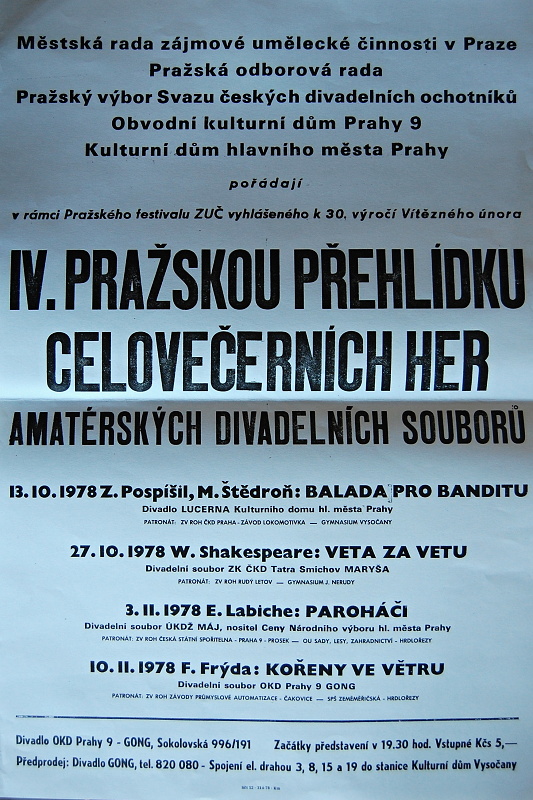 Městská rada zájmové umělecké činnosti v Praze
Pražská odborová rada
Pražský výbor Svazu českých divadelních ochotníků
Obvodní kulturní dům Prahy 9
Kulturní dům hlavního města Prahy
pořádají
v rámci Pražského festivalu ZUČ vyhlášeného k 30. výročí Vítězného února
IV. PRAŽSKOU PŘEHLÍDKU
CELOVEČERNÍCH HER
AMATÉRSKÝCH DIVADELNÍCH SOUBORŮ
13. 10. 1978 Z. Pospíšil, M. Štědroň: BALADA PRO BANDITU
Divadlo LUCERNA Kulturního domu hl. města Prahy
PATRONÁT: ZV ROH ČKD PRAHA - ZÁVOD LOKOMOTIVKA — GYMNASIUM VYSOČANY
27. 10. 1978 W. Shakespeare: VETA ZA VETU
Divadelní soubor ZK ČKD Tatra Smíchov MARYŠA
PATRONÁT: ZV ROH RUDÝ LETOV — GYMNASIUM J. NERUDY
3. 11. 1978 E. Labiche: PAROHÁČI
Divadelní soubor ÚKDŽ MÁJ, nositel Ceny Národního výboru hl. města Prahy
PATRONÁT: ZV ROH ČESKÁ STÁTNÍ SPOŘITELNA - PRAHA 9 - PROSEK — OU SADY, LESY, ZAHRADNICTVÍ - HRDLOŘEZY
10. 11. 1978 F. Frýda: KOŘENY VE VĚTRU
Divadelní soubor OKD Prahy 9 GONG
PATRONÁT: ZV ROH ZÁVODY PRŮMYSLOVÉ AUTOMATIZACE - ČAKOVICE — SPŠ ZEMĚMĚŘIČSKÁ - HRDLOŘEZY
Divadlo OKD Prahy 9 - GONG, Sokolovská 996/191 Začátky představení v 19.30 hod. Vstupné Kčs 5,—
Předprodej: Divadlo GONG, tel. 820 080 - Spojení el. drahou 3, 8, 15 a 19 do stanice Kulturní dům Vysočany